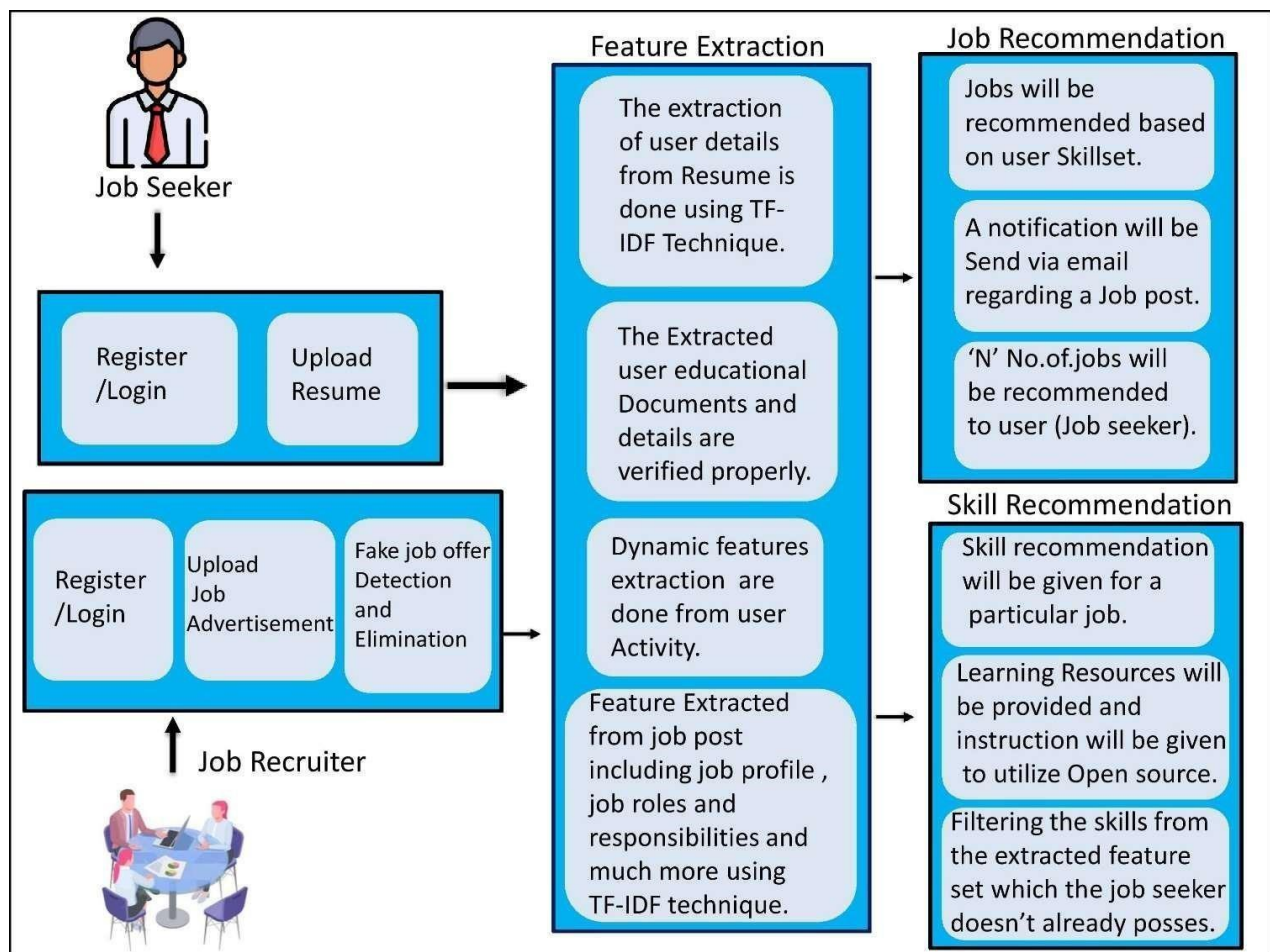 Job Seeker
Register
/Login
Upload
Resume
Register
/Login
Upload
Job
Advertisement
Fake job offer
Detection
and
Elimination
Job Recruiter
Feature Extraction
The extraction
of user details
from Resume is
done using TF-
IDF Technique.
The Extracted
user educational
Documents and
details are
verified properly.
Dynamic features
extraction are
done from user
Activity.
Feature Extracted
from job post
including job profile ,
job roles and
responsibilities and
much more using
TF-IDF technique.
Job Recommendation
Jobs will be
recommended based
on user Skillset.
A notification will be
Send via email
regarding a Job post.
‘N’ No.of.jobs will
be recommended
to user (Job seeker).
Skill Recommendation
Skill recommendation
will be given for a
particular job.
Learning Resources will
be provided and
instruction will be given
to utilize Open source.
Filtering the skills from
the extracted feature
set which the job seeker
doesn’t already posses.